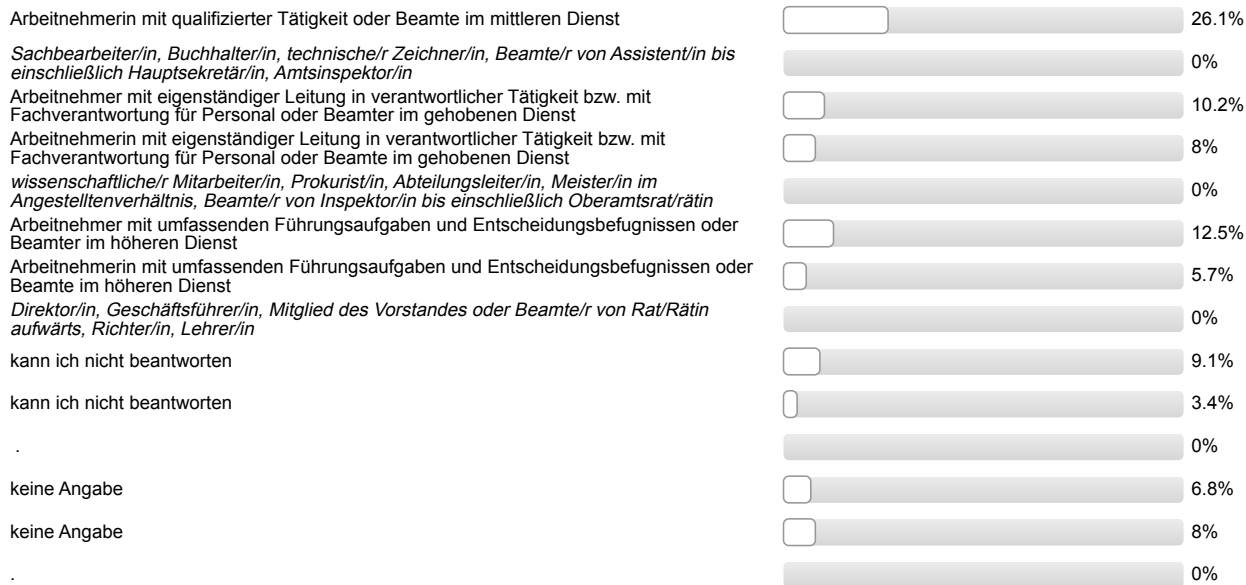 Arbeitnehmerin mit qualifizierter Tätigkeit oder Beamte im mittleren Dienst 26.1%
Sachbearbeiter/in, Buchhalter/in, technische/r Zeichner/in, Beamte/r von Assistent/in bis
einschließlich Hauptsekretär/in, Amtsinspektor/in 0%
Arbeitnehmer mit eigenständiger Leitung in verantwortlicher Tätigkeit bzw. mit
Fachverantwortung für Personal oder Beamter im gehobenen Dienst 10.2%
Arbeitnehmerin mit eigenständiger Leitung in verantwortlicher Tätigkeit bzw. mit
Fachverantwortung für Personal oder Beamte im gehobenen Dienst 8%
wissenschaftliche/r Mitarbeiter/in, Prokurist/in, Abteilungsleiter/in, Meister/in im
Angestelltenverhältnis, Beamte/r von Inspektor/in bis einschließlich Oberamtsrat/rätin 0%
Arbeitnehmer mit umfassenden Führungsaufgaben und Entscheidungsbefugnissen oder
Beamter im höheren Dienst 12.5%
Arbeitnehmerin mit umfassenden Führungsaufgaben und Entscheidungsbefugnissen oder
Beamte im höheren Dienst 5.7%
Direktor/in, Geschäftsführer/in, Mitglied des Vorstandes oder Beamte/r von Rat/Rätin
aufwärts, Richter/in, Lehrer/in 0%
kann ich nicht beantworten 9.1%
kann ich nicht beantworten 3.4%
. 0%
keine Angabe 6.8%
keine Angabe 8%
. 0%